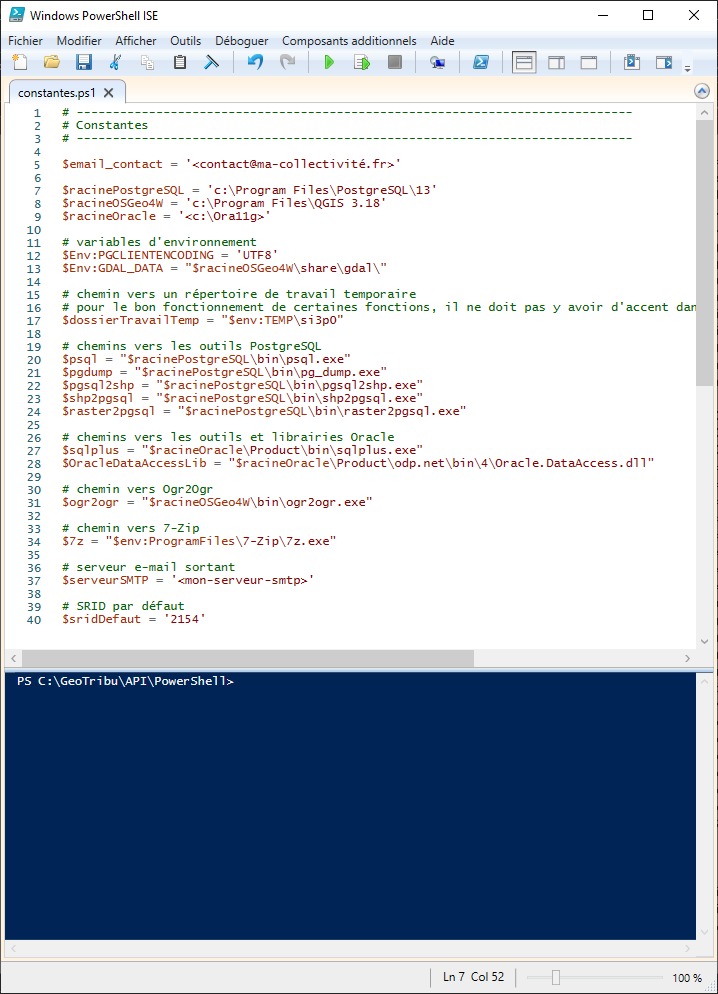 Windows PowerShell ISE
Fichier Modifier Afficher Outils Déboguer Composants additionnels Aide
constantes.ps1
1 # -----------------------------------------------------------------------------
2 # Constantes
3 # -----------------------------------------------------------------------------
4
5 $email_contact = '<contact@ma-collectivité.fr>'
6
7 $racinePostgreSQL = 'c:\Program Files\PostgreSQL\13'
8 $racineOSGeo4W = 'c:\Program Files\QGIS 3.18'
9 $racineOracle = '<c:\Ora11g>'
10
11 # variables d'environnement
12 $Env:PGCLIENTENCODING = 'UTF8'
13 $Env:GDAL_DATA = "$racineOSGeo4W\share\gdal\"
14
15 # chemin vers un répertoire de travail temporaire
16 # pour le bon fonctionnement de certaines fonctions, il ne doit pas y avoir d'accent dan
17 $dossierTravailTemp = "$env:TEMP\si3p0"
18
19 # chemins vers les outils PostgreSQL
20 $psql = "$racinePostgreSQL\bin\psql.exe"
21 $pgdump = "$racinePostgreSQL\bin\pg_dump.exe"
22 $pgsql2shp = "$racinePostgreSQL\bin\pgsql2shp.exe"
23 $shp2pgsql = "$racinePostgreSQL\bin\shp2pgsql.exe"
24 $raster2pgsql = "$racinePostgreSQL\bin\raster2pgsql.exe"
25
26 # chemins vers les outils et librairies Oracle
27 $sqlplus = "$racineOracle\Product\bin\sqlplus.exe"
28 $OracleDataAccessLib = "$racineOracle\Product\odp.net\bin\4\Oracle.DataAccess.dll"
29
30 # chemin vers Ogr2Ogr
31 $ogr2ogr = "$racineOSGeo4W\bin\ogr2ogr.exe"
32
33 # chemin vers 7-Zip
34 $7z = "$env:ProgramFiles\7-Zip\7z.exe"
35
36 # serveur e-mail sortant
37 $serveurSMTP = '<mon-serveur-smtp>'
38
39 # SRID par défaut
40 $sridDefaut = '2154'
PS C:\GeoTribu\API\PowerShell>
Ln 7 Col 52 100 %